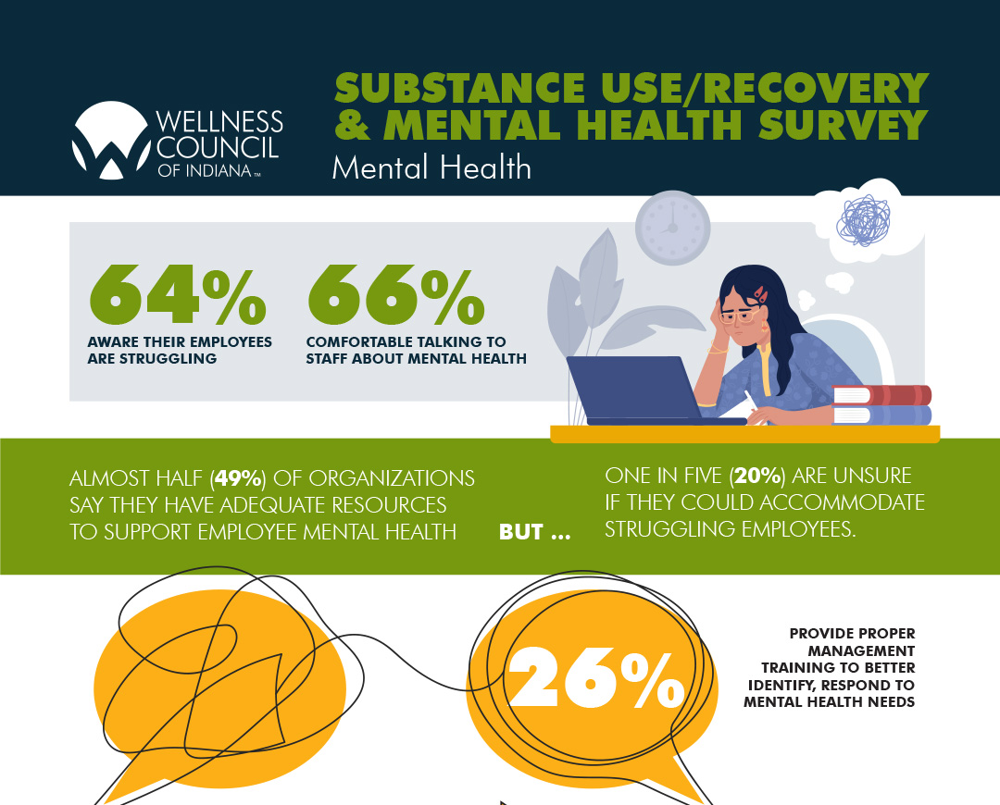 WELLNESS
COUNCIL
OF INDIANA™
SUBSTANCE USE/RECOVERY
& MENTAL HEALTH SURVEY
Mental Health
64%
AWARE THEIR EMPLOYEES
ARE STRUGGLING
66%
COMFORTABLE TALKING TO
STAFF ABOUT MENTAL HEALTH
ALMOST HALF (49%) OF ORGANIZATIONS
SAY THEY HAVE ADEQUATE RESOURCES
TO SUPPORT EMPLOYEE MENTAL HEALTH
BUT ...
ONE IN FIVE (20%) ARE UNSURE
IF THEY COULD ACCOMMODATE
STRUGGLING EMPLOYEES.
26%
PROVIDE PROPER
MANAGEMENT
TRAINING TO BETTER
IDENTIFY, RESPOND TO
MENTAL HEALTH NEEDS